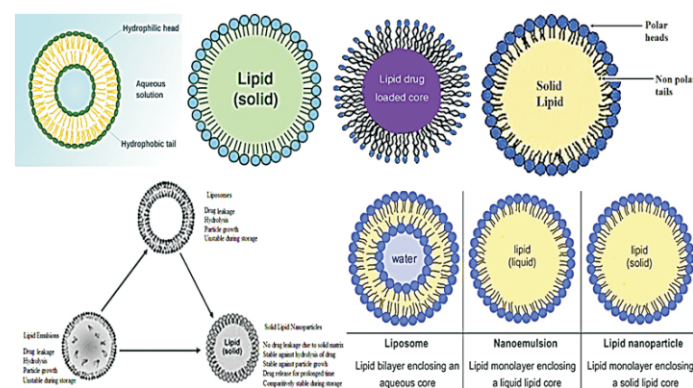 Hydrophilic head
Aqueous
solution
Hydrophobic tail
Lipid
(solid)
Lipid drug
loaded core
Polar
heads
Solid
Lipid
Non polar
tails
Liposomes
Drug leakage
Hydrolysis
Particle growth
Unstable during storage
Lipid Emulsions
Drug leakage
Hydrolysis
Particle growth
Unstable during storage
Lipid
(solid)
Solid Lipid Nanoparticles
No drug leakage due to solid matrix
Stable against hydrolysis of drug
Stable against particle growth
Drug release for prolonged time
Comparitively stable during storage
water
lipid
(liquid)
lipid
(solid)
Liposome
Lipid bilayer enclosing an
aqueous core
Nanoemulsion
Lipid monolayer enclosing
a liquid lipid core
Lipid nanoparticle
Lipid monolayer enclosing
a solid lipid core